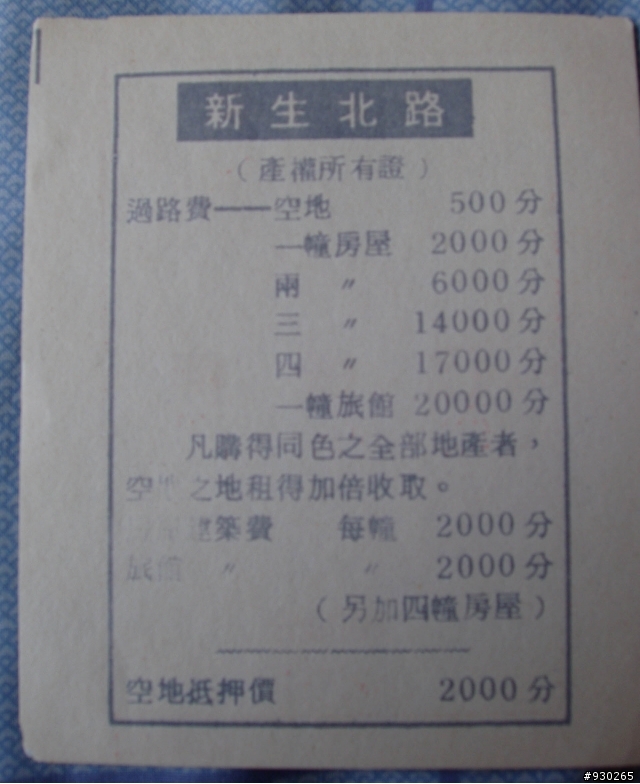 新生北路
（產權所有證）
過路費——空地 500分
一幢房屋 2000分
兩 〃 6000分
三 〃 14000分
四 〃 17000分
一幢旅館 20000分
凡購得同色之全部地產者，
空地之地租得加倍收取。
建築費 每幢 2000分
旅館 〃 〃 2000分
（另加四幢房屋）
空地抵押價 2000分
#930265